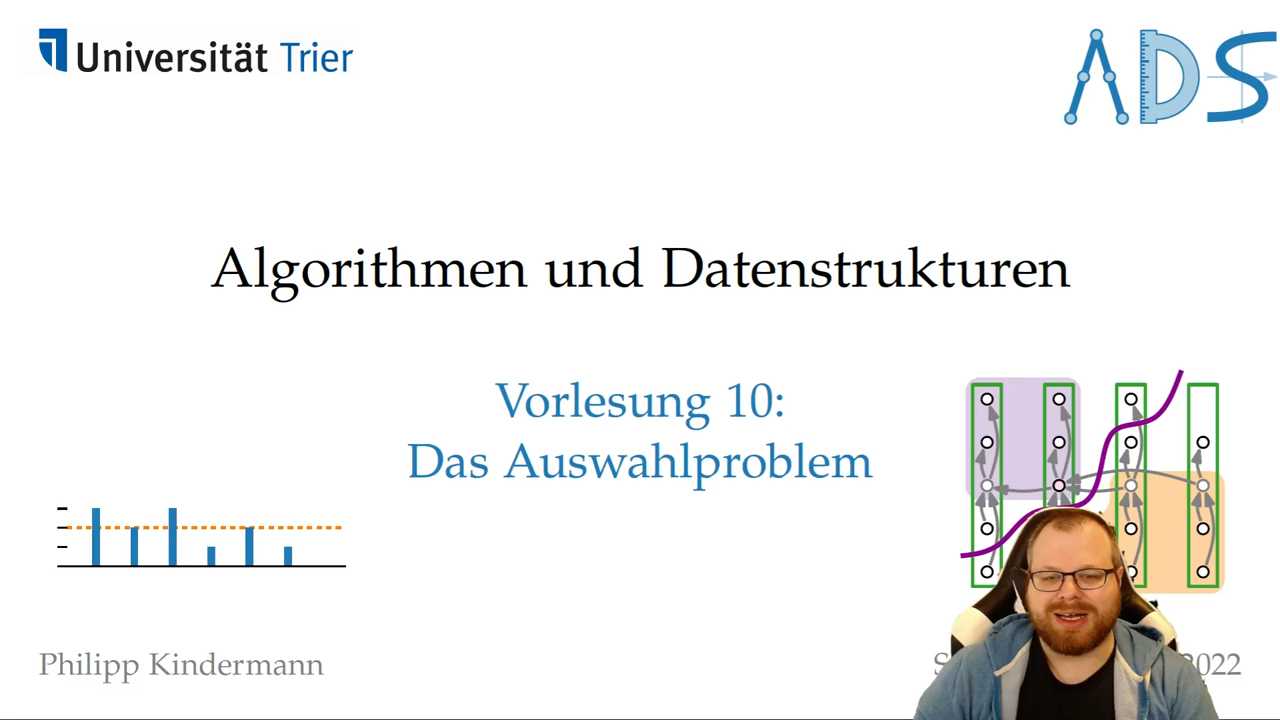 Universität Trier
ADS
Algorithmen und Datenstrukturen
Vorlesung 10:
Das Auswahlproblem
Philipp Kindermann
2022